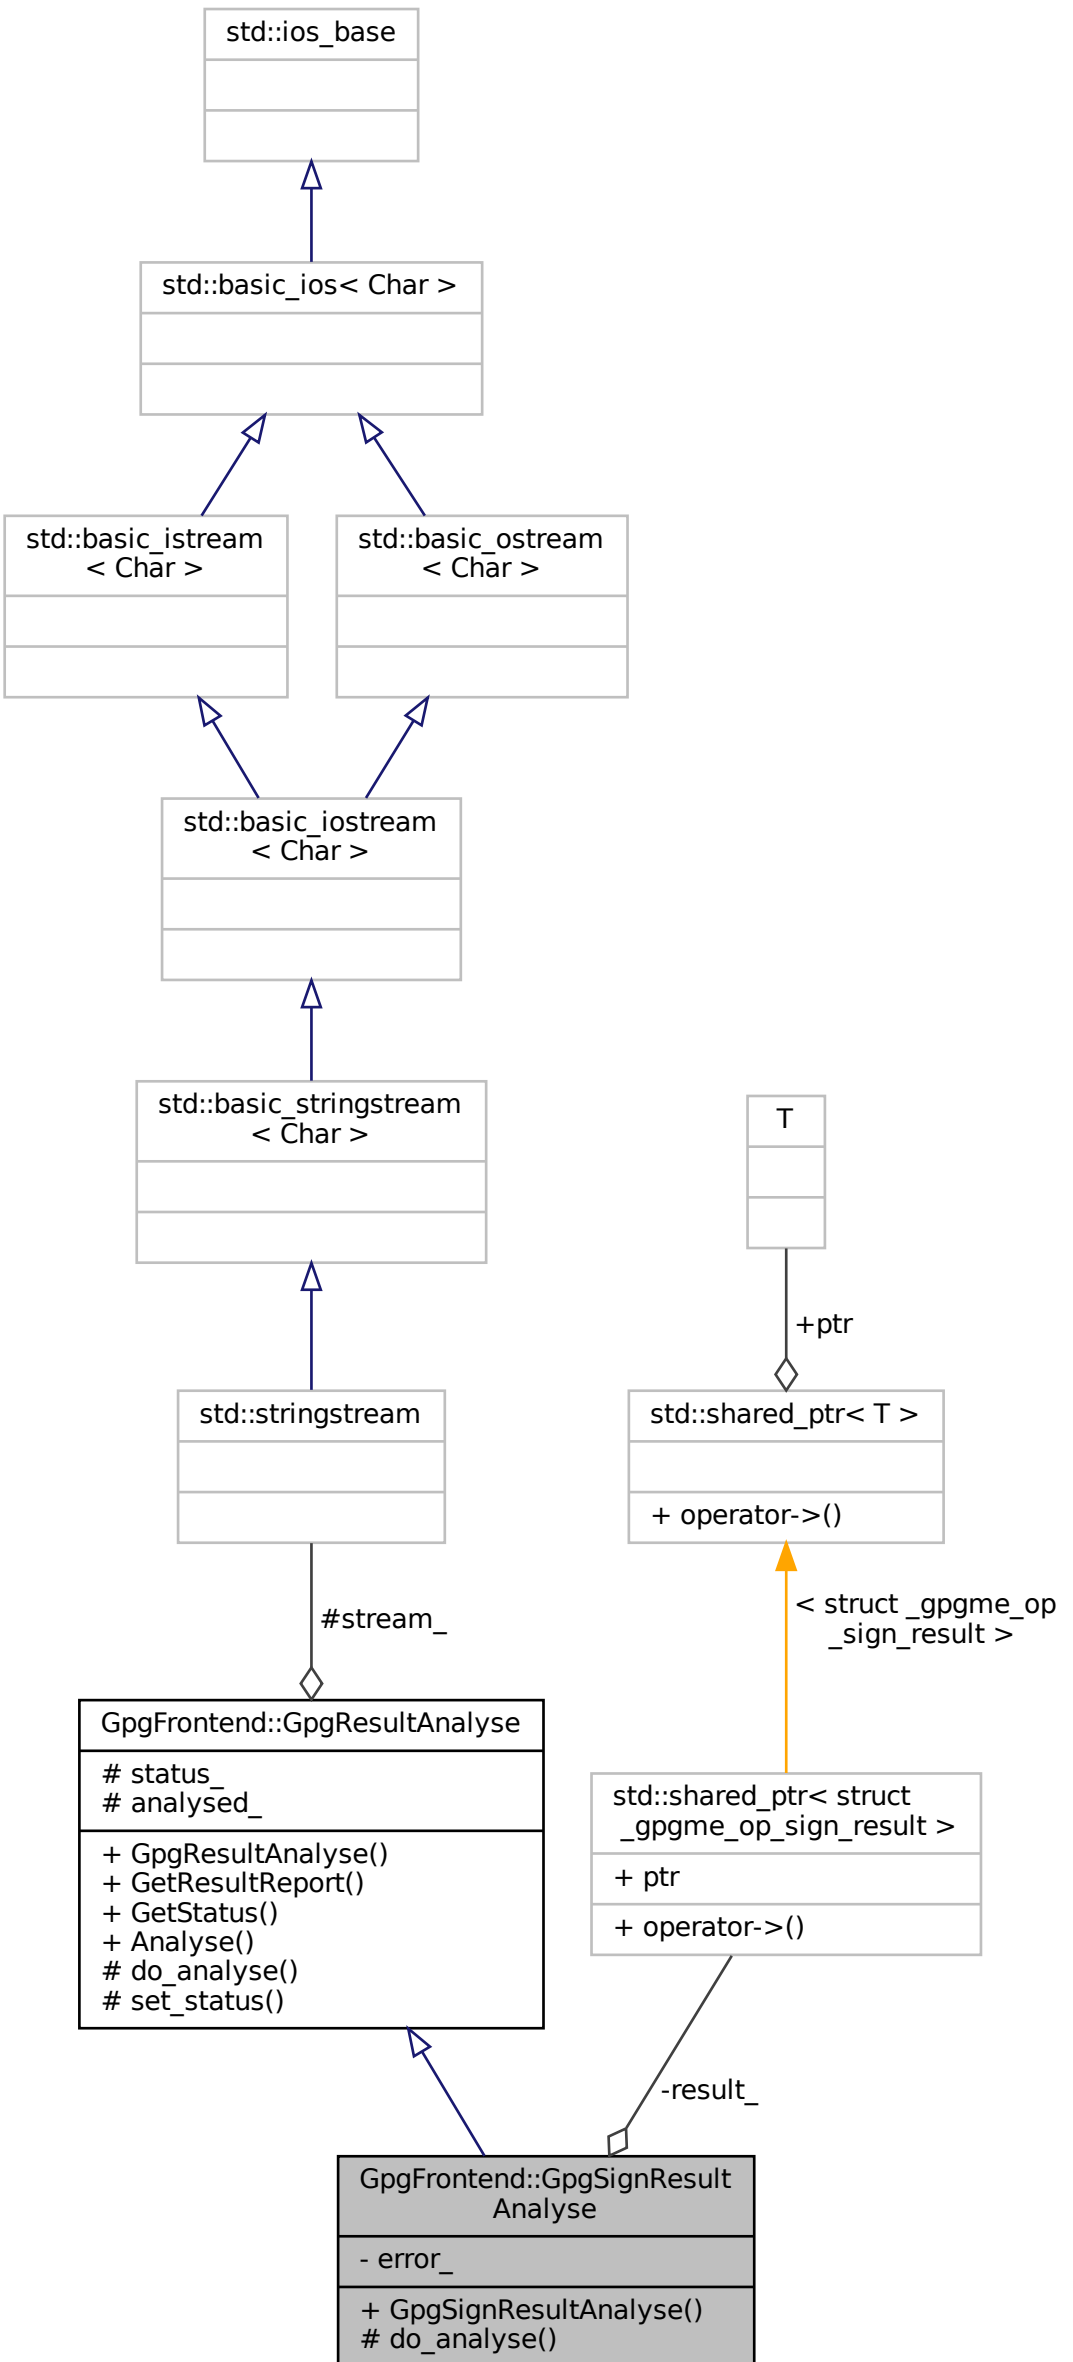 std::ios_base
std::basic_ios< Char >
std::basic_istream
< Char >
std::basic_ostream
< Char >
std::basic_iostream
< Char >
std::basic_stringstream
< Char >
T
+ptr
std::stringstream
std::shared_ptr< T >
+ operator->()
#stream_
< struct _gpgme_op
_sign_result >
GpgFrontend::GpgResultAnalyse
# status_
# analysed_
+ GpgResultAnalyse()
+ GetResultReport()
+ GetStatus()
+ Analyse()
# do_analyse()
# set_status()
std::shared_ptr< struct
_gpgme_op_sign_result >
+ ptr
+ operator->()
-result_
GpgFrontend::GpgSignResult
Analyse
- error_
+ GpgSignResultAnalyse()
# do_analyse()